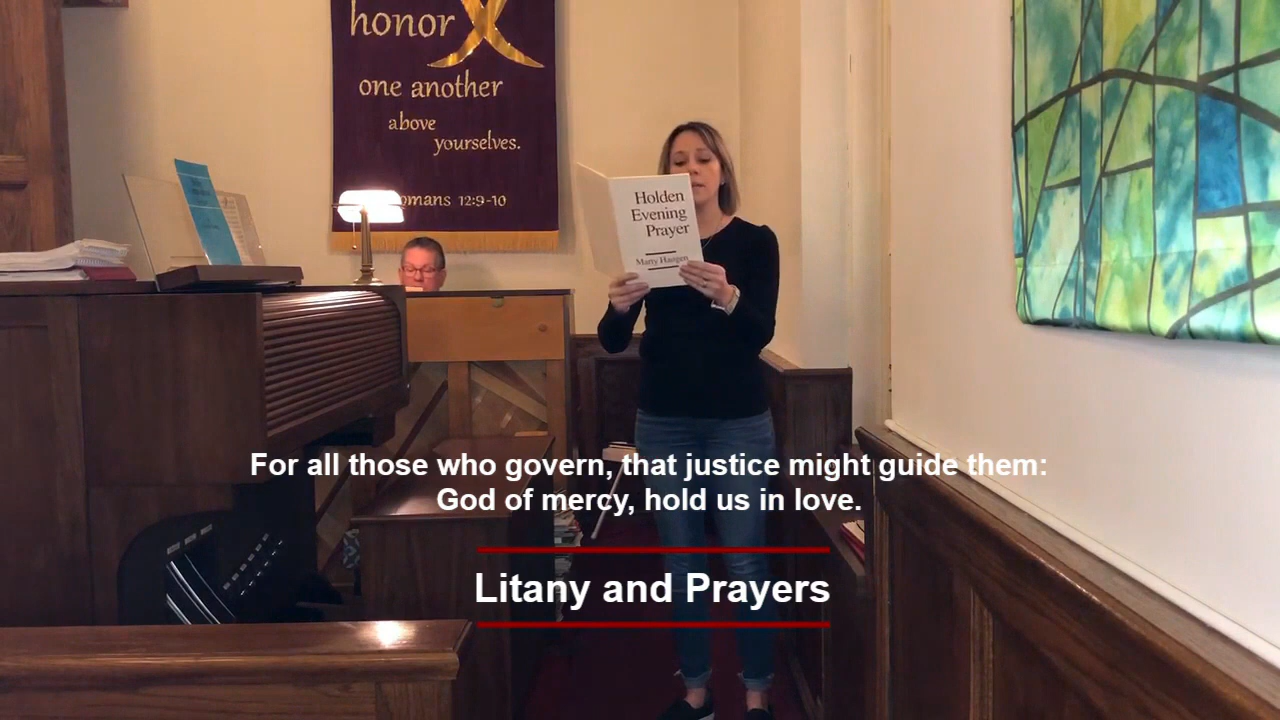 honor
one another
above
yourselves.
Romans 12:9-10
Holden
Evening
Prayer
Marty Haugen
For all those who govern, that justice might guide them:
God of mercy, hold us in love.
Litany and Prayers